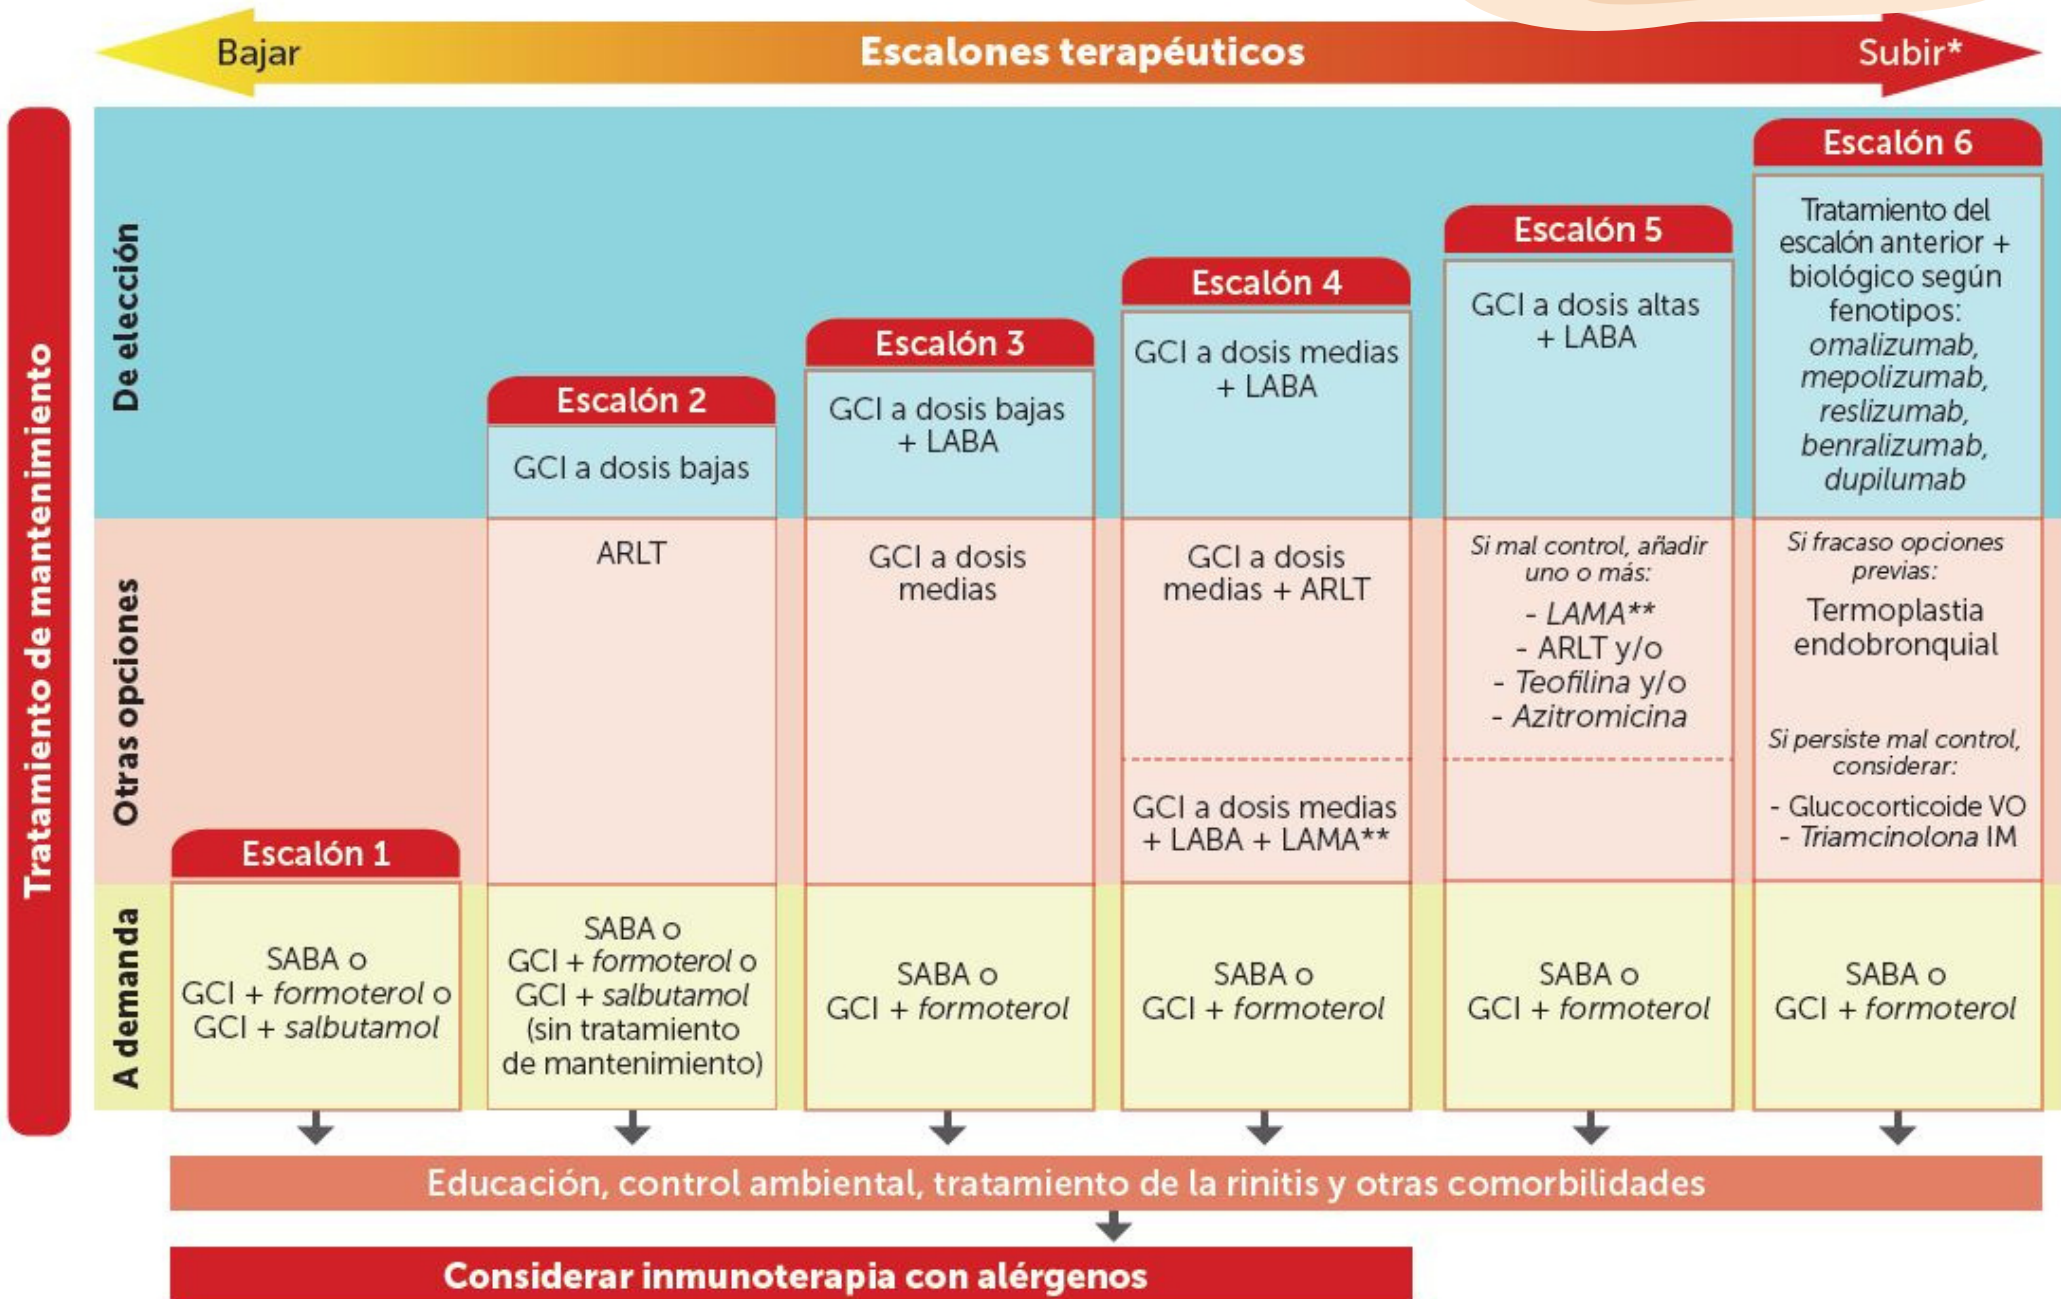 Bajar
Escalones terapéuticos
Subir*
Tratamiento de mantenimiento
De elección
Otras opciones
A demanda
Escalón 1
SABA o
GCI + formoterol o
GCI + salbutamol
Escalón 2
GCI a dosis bajas
ARLT
SABA o
GCI + formoterol o
GCI + salbutamol
(sin tratamiento
de mantenimiento)
Escalón 3
GCI a dosis bajas
+ LABA
GCI a dosis
medias
SABA o
GCI + formoterol
Escalón 4
GCI a dosis medias
+ LABA
GCI a dosis
medias + ARLT
GCI a dosis medias
+ LABA + LAMA**
SABA o
GCI + formoterol
Escalón 5
GCI a dosis altas
+ LABA
Si mal control, añadir
uno o más:
- LAMA**
- ARLT y/o
- Teofilina y/o
- Azitromicina
SABA o
GCI + formoterol
Escalón 6
Tratamiento del
escalón anterior +
biológico según
fenotipos:
omalizumab,
mepolizumab,
reslizumab,
benralizumab,
dupilumab
Si fracaso opciones
previas:
Termoplastia
endobronquial
Si persiste mal control,
considerar:
- Glucocorticoide VO
- Triamcinolona IM
SABA o
GCI + formoterol
Educación, control ambiental, tratamiento de la rinitis y otras comorbilidades
Considerar inmunoterapia con alérgenos